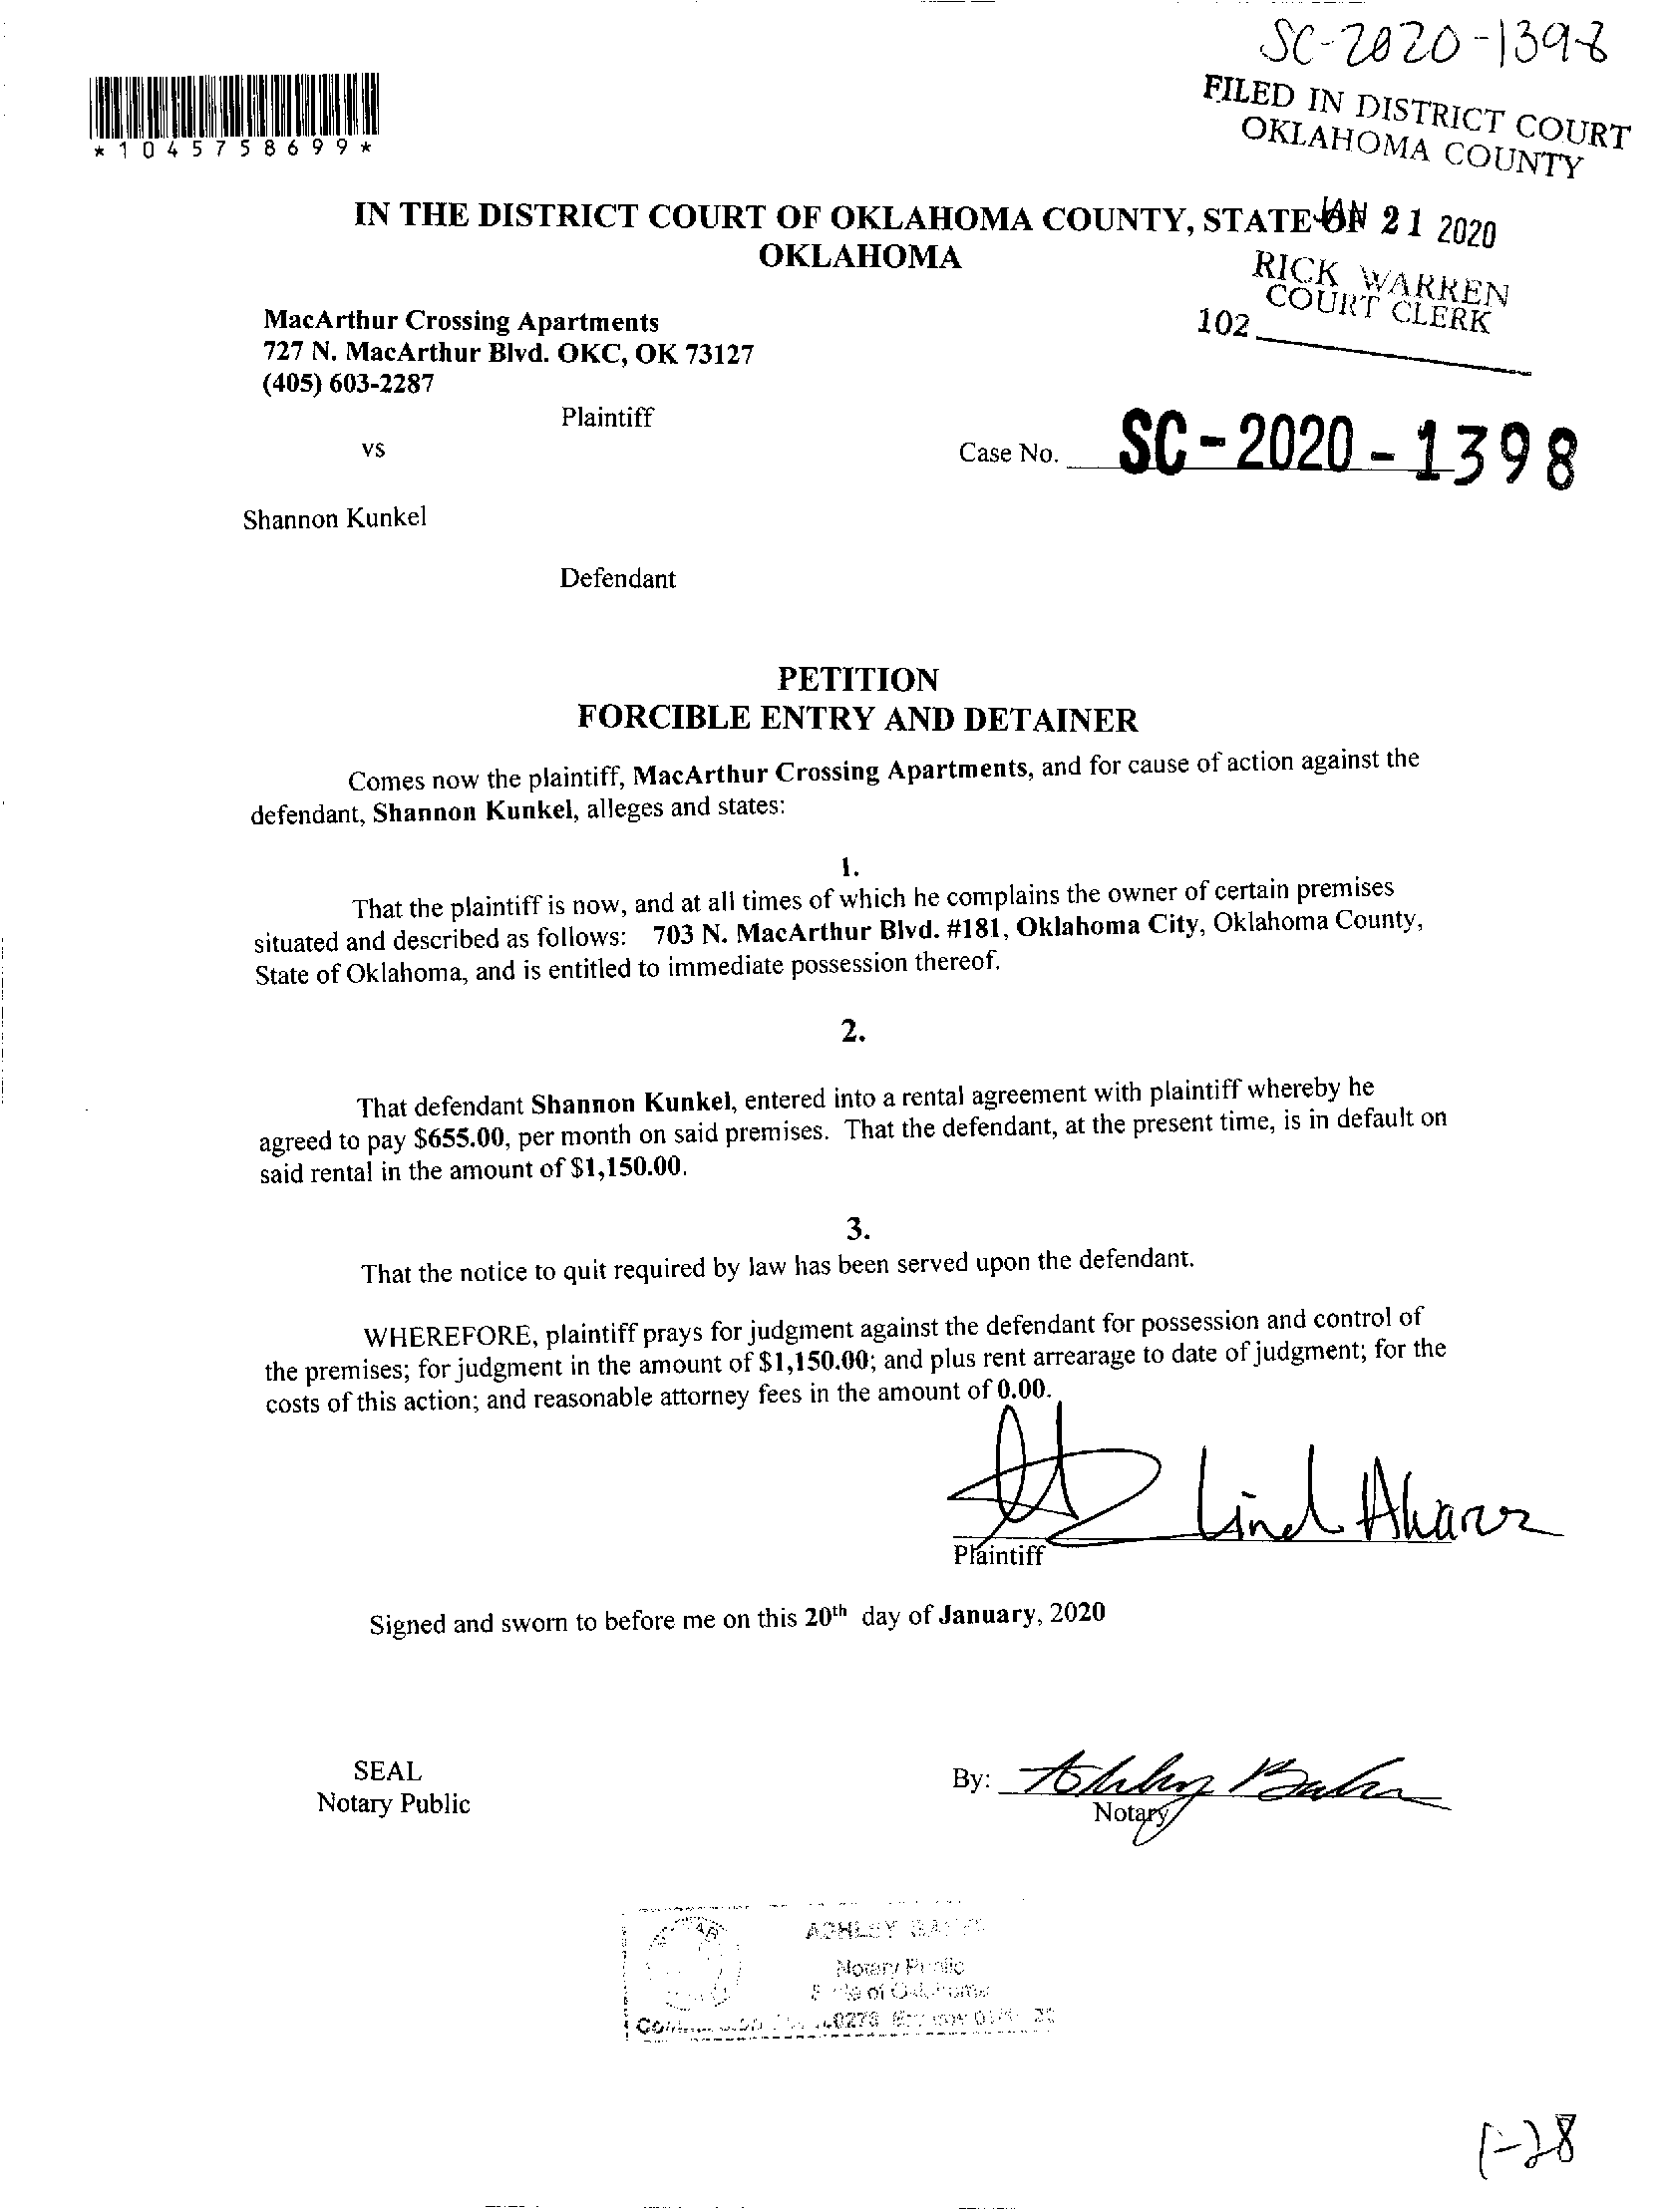 SC-2020-1398
FILED IN DISTRICT COURT
OKLAHOMA COUNTY
*1045758699*
IN THE DISTRICT COURT OF OKLAHOMA COUNTY, STATE OF
JAN 21 2020
OKLAHOMA
RICK WARREN
COURT CLERK
102
MacArthur Crossing Apartments
727 N. MacArthur Blvd. OKC, OK 73127
(405) 603-2287
Plaintiff
vs
Case No. SC-2020-1398
Shannon Kunkel
Defendant
PETITION
FORCIBLE ENTRY AND DETAINER
Comes now the plaintiff, MacArthur Crossing Apartments, and for cause of action against the
defendant, Shannon Kunkel, alleges and states:
1.
That the plaintiff is now, and at all times of which he complains the owner of certain premises
situated and described as follows: 703 N. MacArthur Blvd. #181, Oklahoma City, Oklahoma County,
State of Oklahoma, and is entitled to immediate possession thereof.
2.
That defendant Shannon Kunkel, entered into a rental agreement with plaintiff whereby he
agreed to pay $655.00, per month on said premises. That the defendant, at the present time, is in default on
said rental in the amount of $1,150.00.
3.
That the notice to quit required by law has been served upon the defendant.
WHEREFORE, plaintiff prays for judgment against the defendant for possession and control of
the premises; for judgment in the amount of $1,150.00; and plus rent arrearage to date of judgment; for the
costs of this action; and reasonable attorney fees in the amount of 0.00.
Plaintiff
Signed and sworn to before me on this 20th day of January, 2020
SEAL
Notary Public
By:
Notary
ASHLEY
Notary Public
State of Oklahoma
1-28